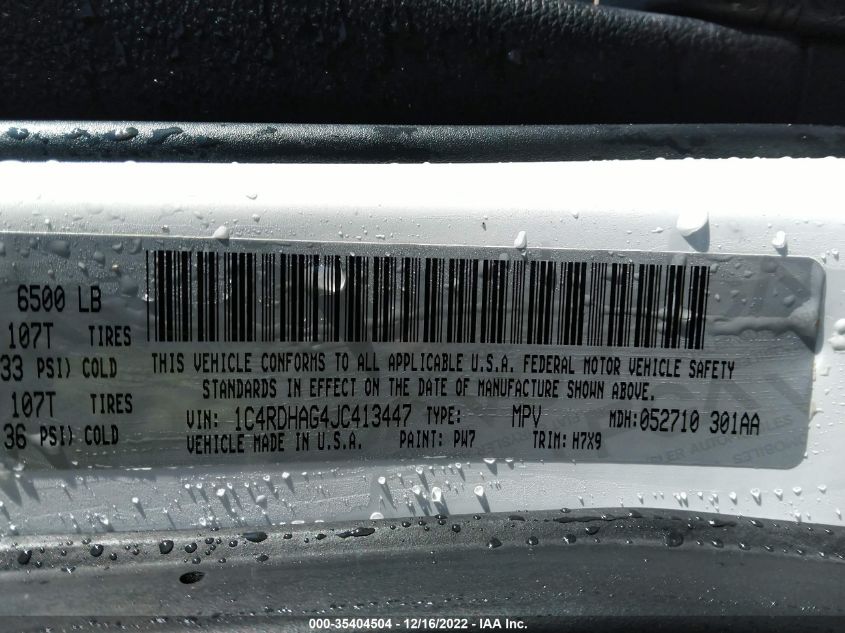 6500 LB
107T TIRES
33 PSI) COLD
107T TIRES
36 PSI) COLD
THIS VEHICLE CONFORMS TO ALL APPLICABLE U.S.A. FEDERAL MOTOR VEHICLE SAFETY
STANDARDS IN EFFECT ON THE DATE OF MANUFACTURE SHOWN ABOVE.
VIN: 1C4RDHAG4JC413447 TYPE: MPV MDH:052710 301AA
VEHICLE MADE IN U.S.A. PAINT: PW7 TRIM: H7X9
000-35404504 - 12/16/2022 - IAA Inc.